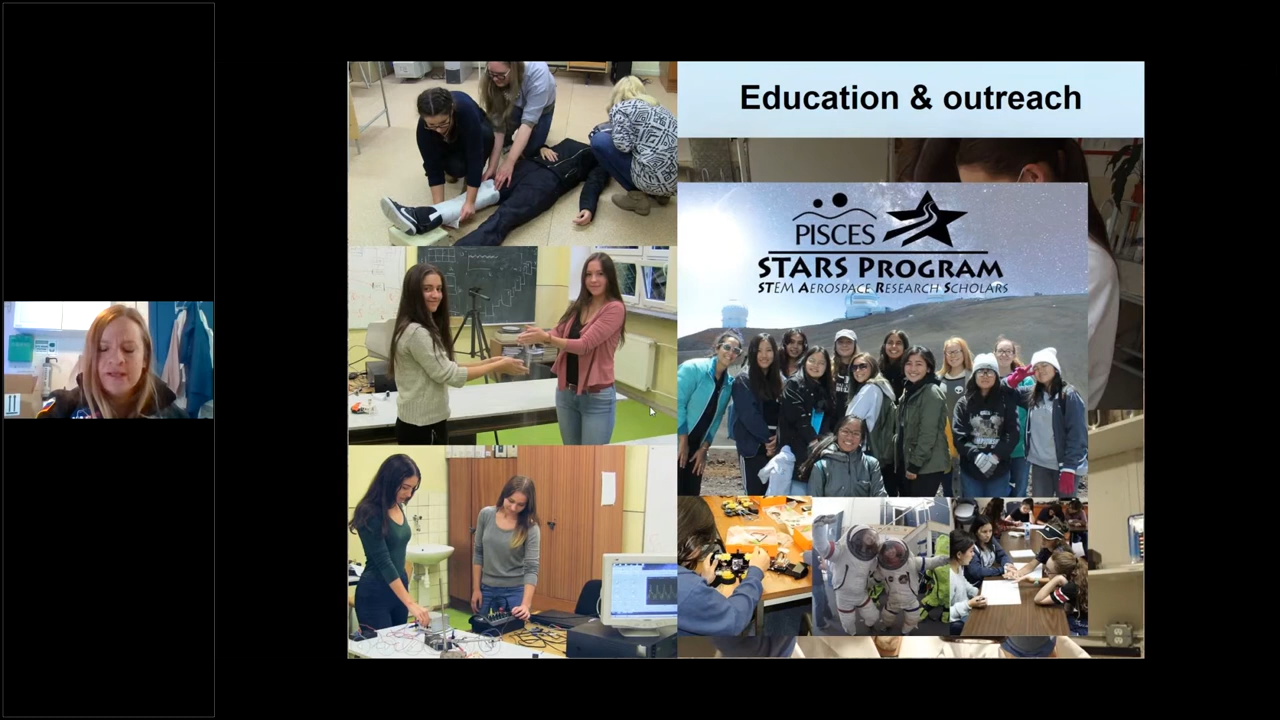 Education & outreach
PISCES
STARS PROGRAM
STEM AEROSPACE RESEARCH SCHOLARS